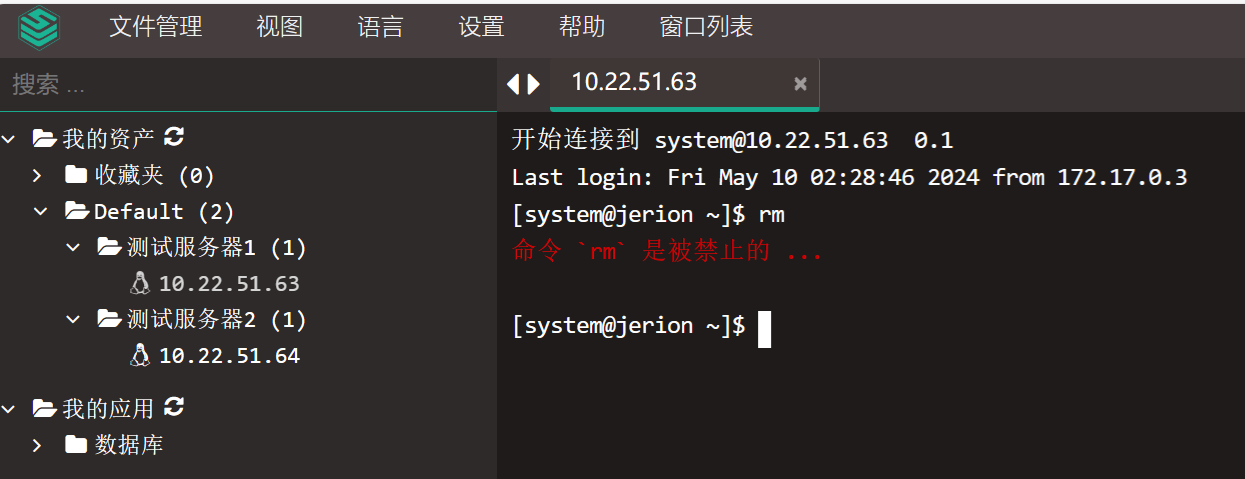 文件管理 视图 语言 设置 帮助 窗口列表
搜索 ...
10.22.51.63 ×
我的资产
收藏夹 (0)
Default (2)
测试服务器1 (1)
10.22.51.63
测试服务器2 (1)
10.22.51.64
我的应用
数据库
开始连接到 system@10.22.51.63  0.1
Last login: Fri May 10 02:28:46 2024 from 172.17.0.3
[system@jerion ~]$ rm
命令 `rm` 是被禁止的 ...
[system@jerion ~]$